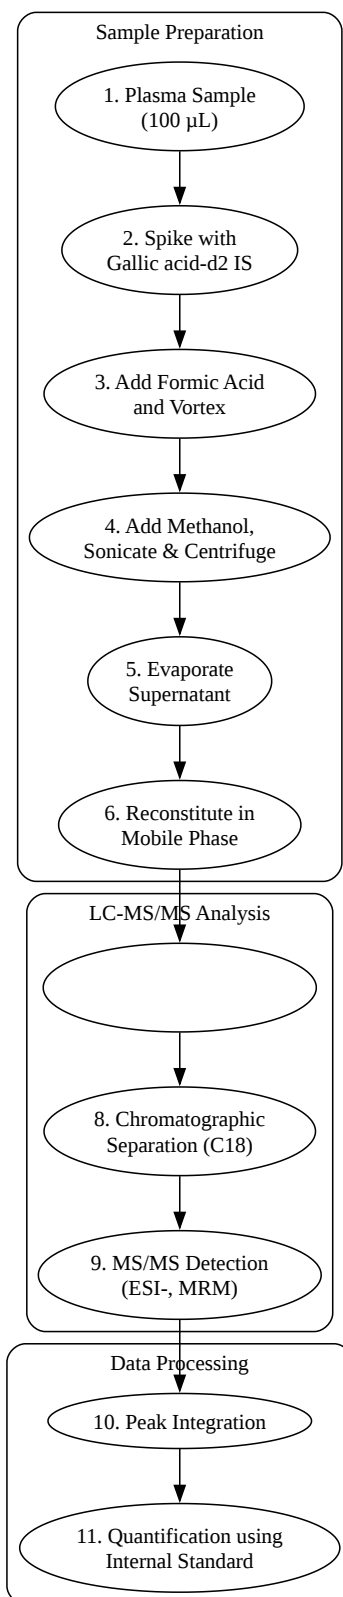 Sample Preparation
1. Plasma Sample
(100 µL)
2. Spike with
Gallic acid-d2 IS
3. Add Formic Acid
and Vortex
4. Add Methanol,
Sonicate & Centrifuge
5. Evaporate
Supernatant
6. Reconstitute in
Mobile Phase
LC-MS/MS Analysis
8. Chromatographic
Separation (C18)
9. MS/MS Detection
(ESI-, MRM)
Data Processing
10. Peak Integration
11. Quantification using
Internal Standard